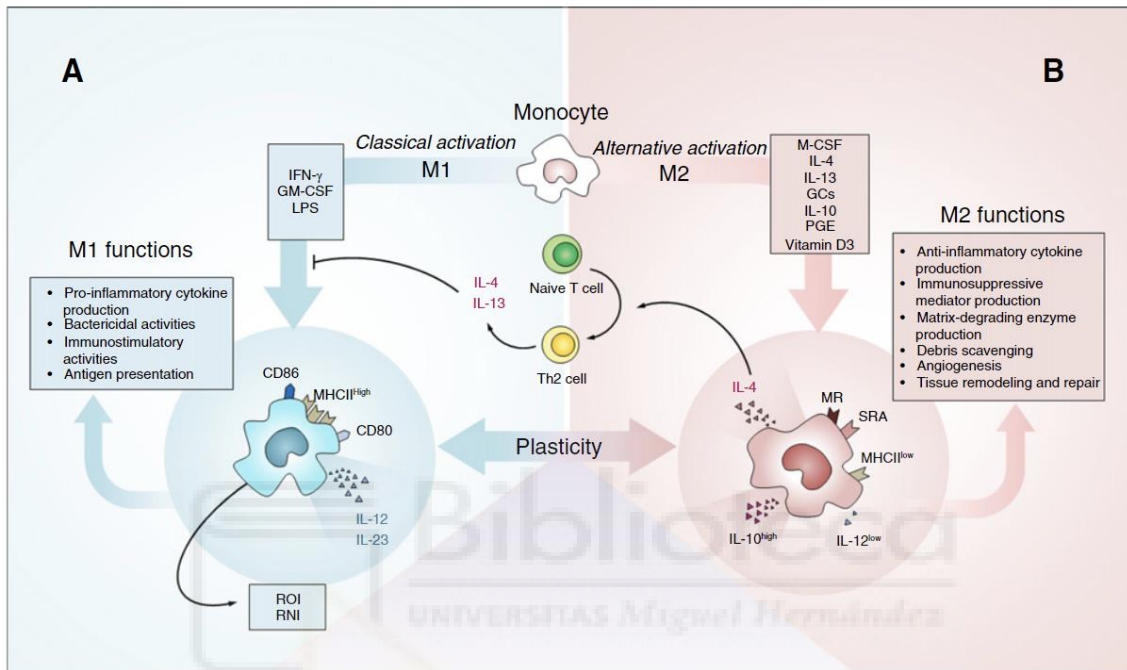 A
B
Monocyte
Classical activation
M1
Alternative activation
M2
IFN-γ
GM-CSF
LPS
M-CSF
IL-4
IL-13
GCs
IL-10
PGE
Vitamin D3
M1 functions
• Pro-inflammatory cytokine
production
• Bactericidal activities
• Immunostimulatory
activities
• Antigen presentation
M2 functions
• Anti-inflammatory cytokine
production
• Immunosuppressive
mediator production
• Matrix-degrading enzyme
production
• Debris scavenging
• Angiogenesis
• Tissue remodeling and repair
Naive T cell
IL-4
IL-13
Th2 cell
IL-4
CD86
MHCII^High
CD80
MR
SRA
MHCII^low
Plasticity
IL-12
IL-23
IL-10^high
IL-12^low
ROI
RNI
Biblioteca
UNIVERSITAS Miguel Hernández